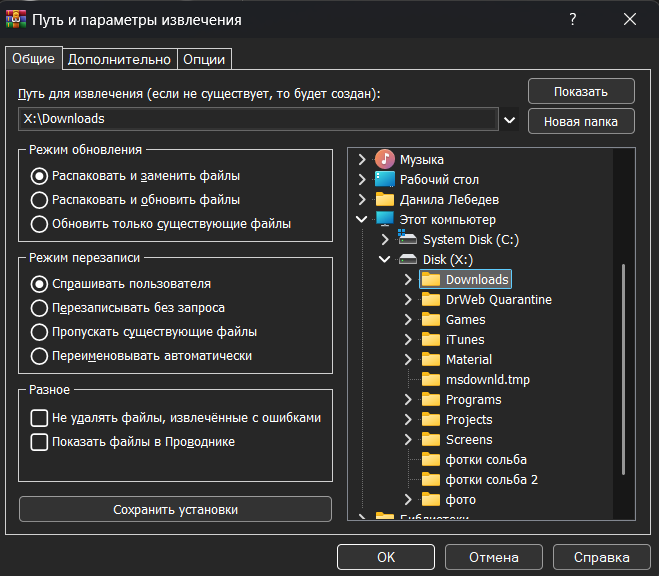 Путь и параметры извлечения
?
Общие
Дополнительно
Опции
Путь для извлечения (если не существует, то будет создан):
X:\Downloads
Показать
Новая папка
Режим обновления
Распаковать и заменить файлы
Распаковать и обновить файлы
Обновить только существующие файлы
Режим перезаписи
Спрашивать пользователя
Перезаписывать без запроса
Пропускать существующие файлы
Переименовывать автоматически
Разное
Не удалять файлы, извлечённые с ошибками
Показать файлы в Проводнике
Сохранить установки
Музыка
Рабочий стол
Данила Лебедев
Этот компьютер
System Disk (C:)
Disk (X:)
Downloads
DrWeb Quarantine
Games
iTunes
Material
msdownld.tmp
Programs
Projects
Screens
фотки сольба
фотки сольба 2
фото
Библиотеки
OK
Отмена
Справка